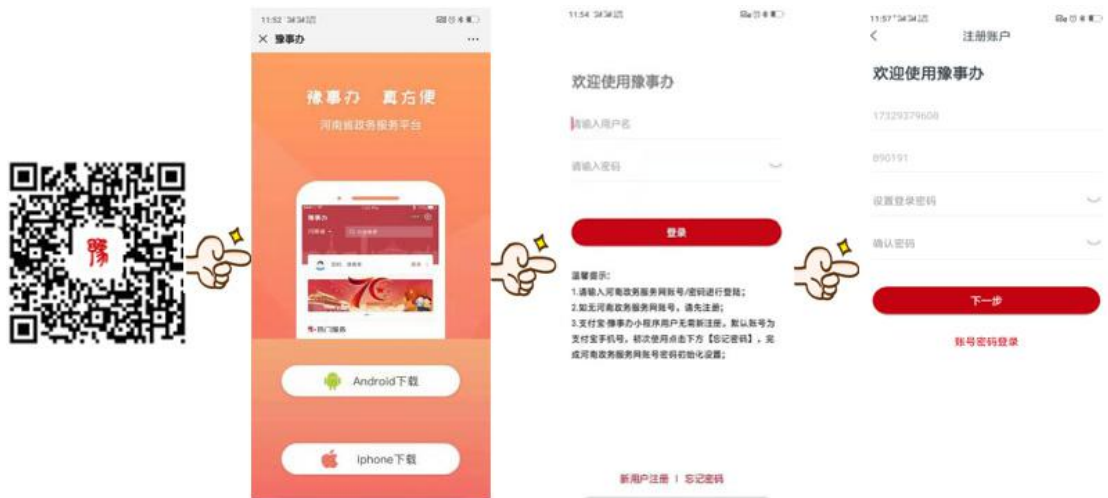 豫
11:52
× 豫事办
豫事办 真方便
河南省政务服务平台
豫事办
70
热门服务
Android下载
iphone下载
11:54
欢迎使用豫事办
请输入用户名
请输入密码
登录
温馨提示：
1.请输入河南政务服务网账号/密码进行登陆；
2.如无河南政务服务网账号，请先注册；
3.支付宝-豫事办小程序用户无需新注册，默认账号为
支付宝手机号，初次使用点击下方【忘记密码】，完
成河南政务服务网账号密码初始化设置；
新用户注册 | 忘记密码
11:57
注册账户
欢迎使用豫事办
17329379608
890191
设置登录密码
确认密码
下一步
账号密码登录